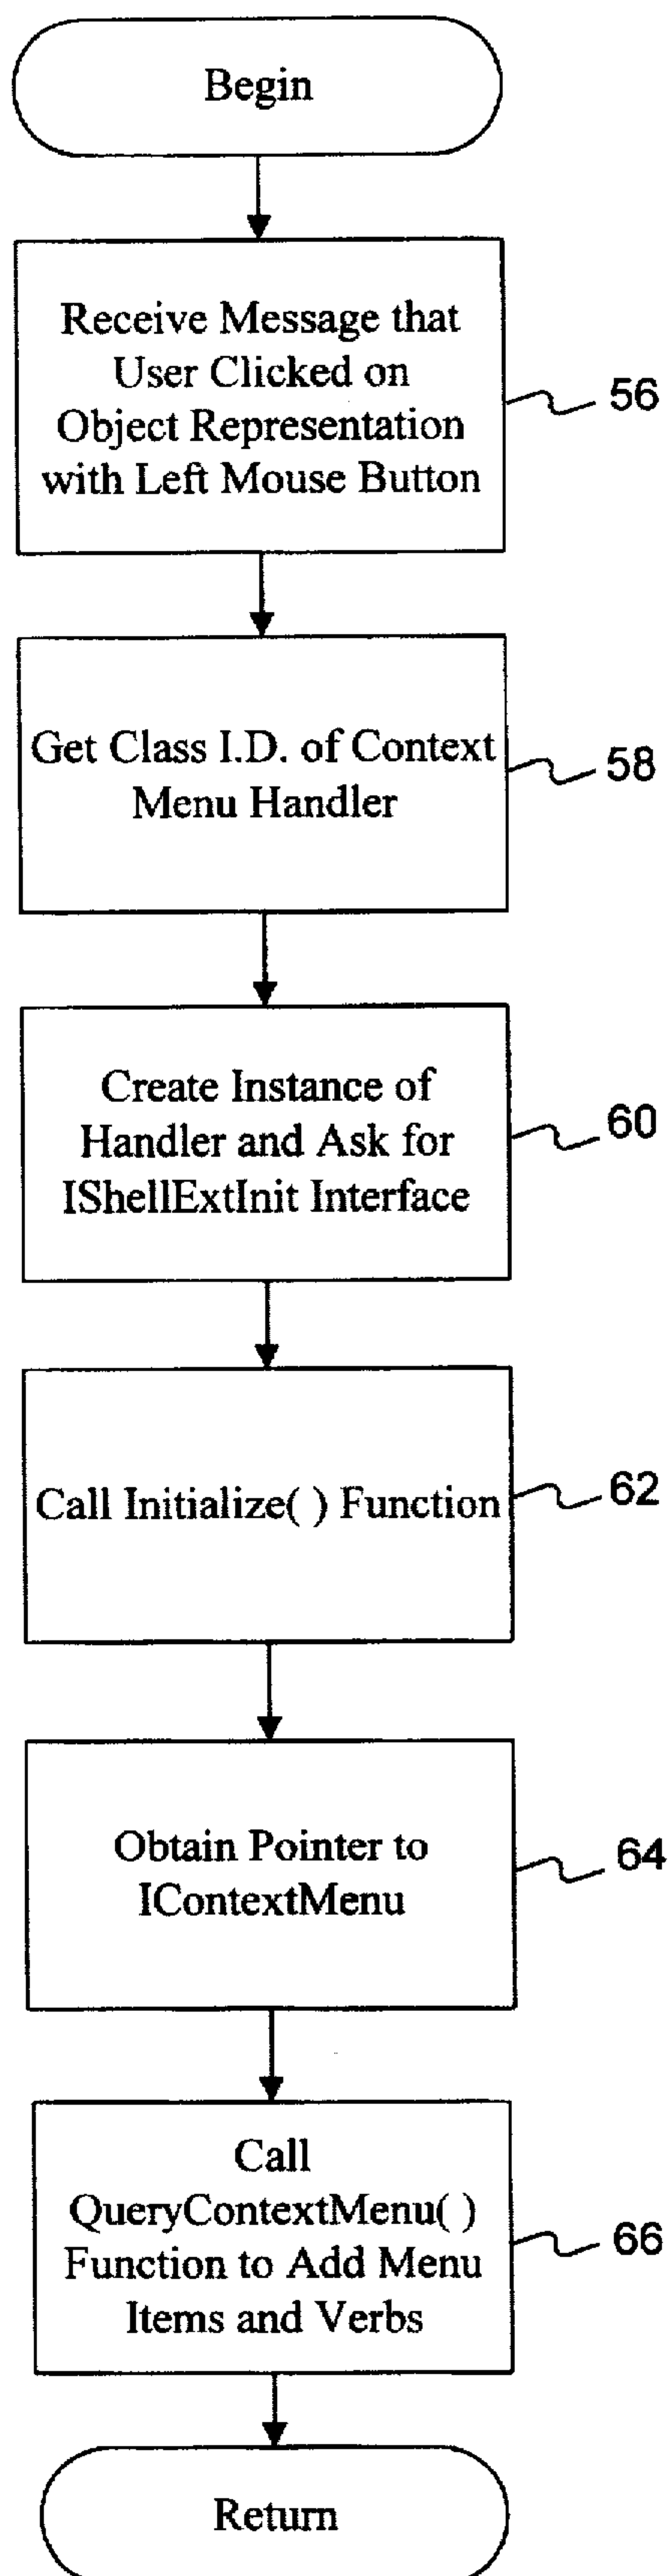 Begin
Receive Message that
User Clicked on
Object Representation
with Left Mouse Button
56
Get Class I.D. of Context
Menu Handler
58
Create Instance of
Handler and Ask for
IShellExtInit Interface
60
Call Initialize( ) Function
62
Obtain Pointer to
IContextMenu
64
Call
QueryContextMenu( )
Function to Add Menu
Items and Verbs
66
Return